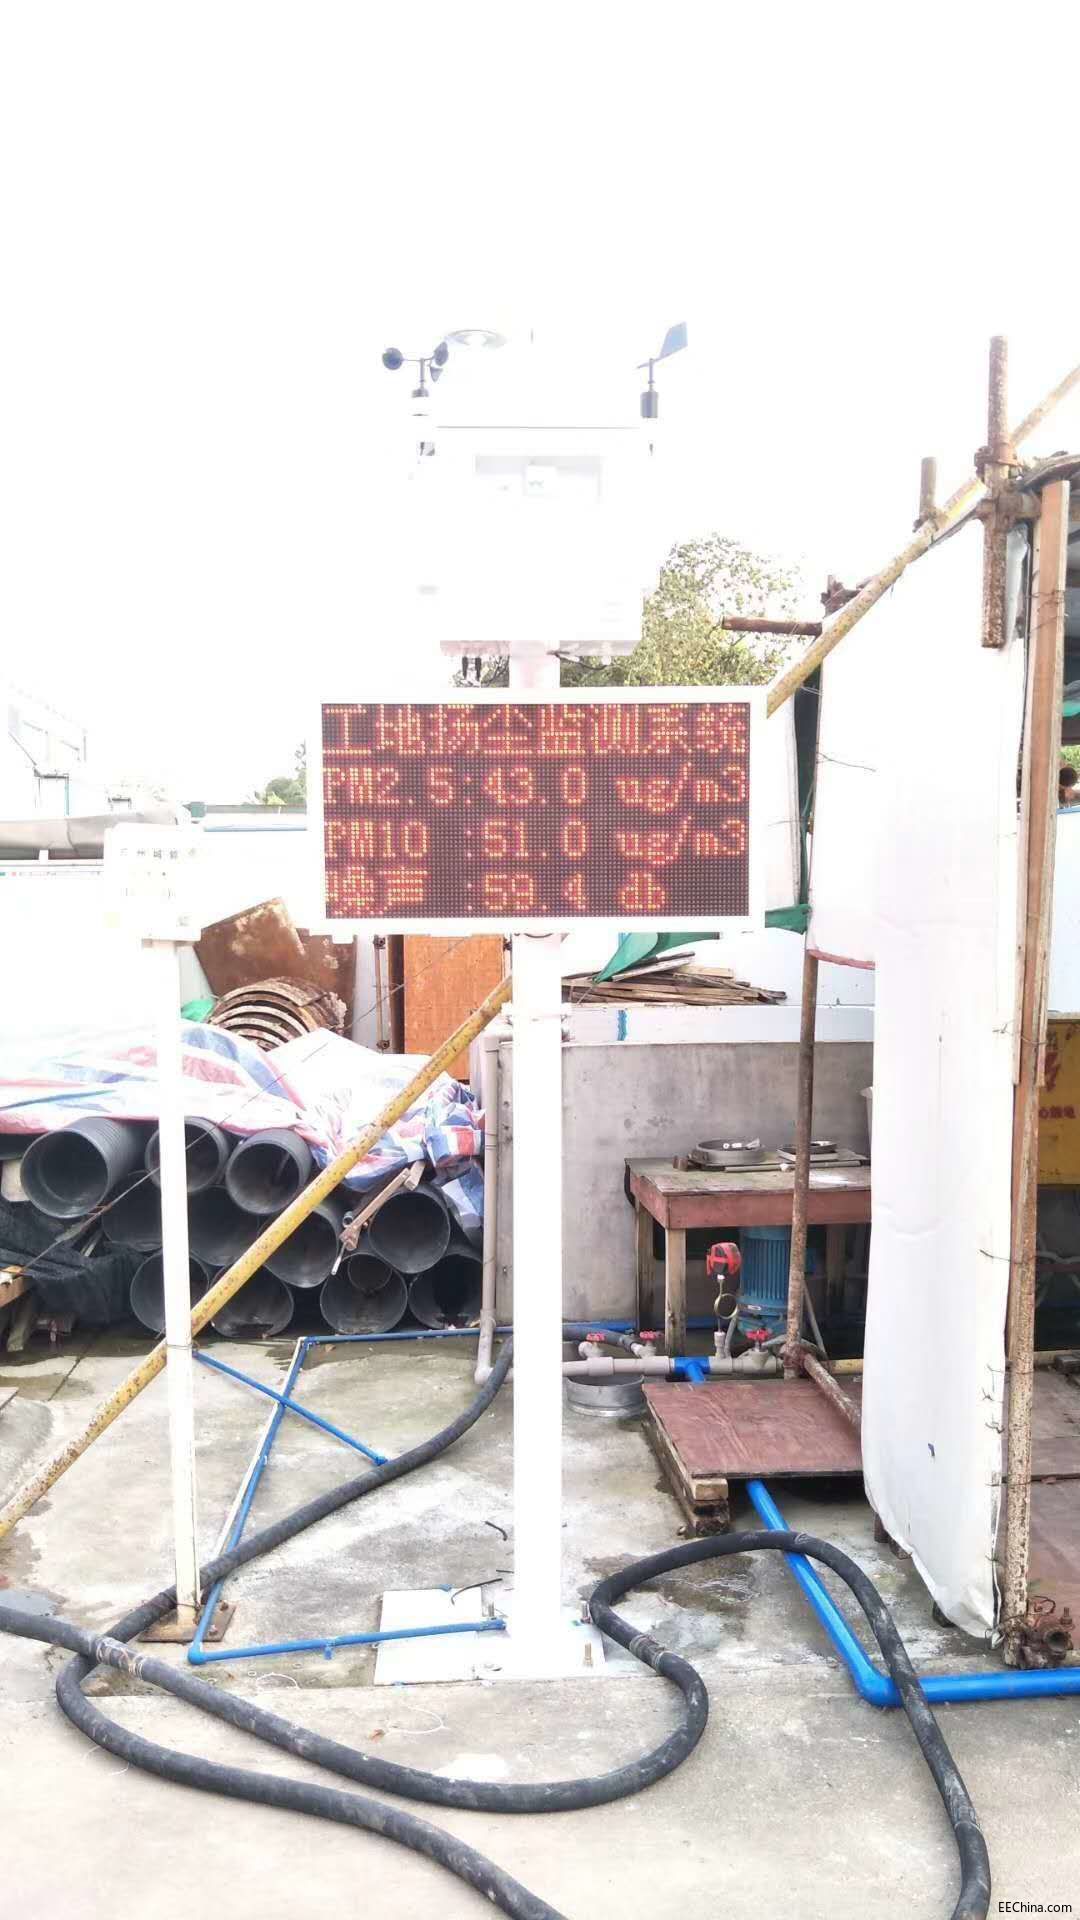 工地扬尘监测系统
PM2.5:43.0 ug/m3
PM10 :51.0 ug/m3
噪声 :59.4 db
EEChina.com